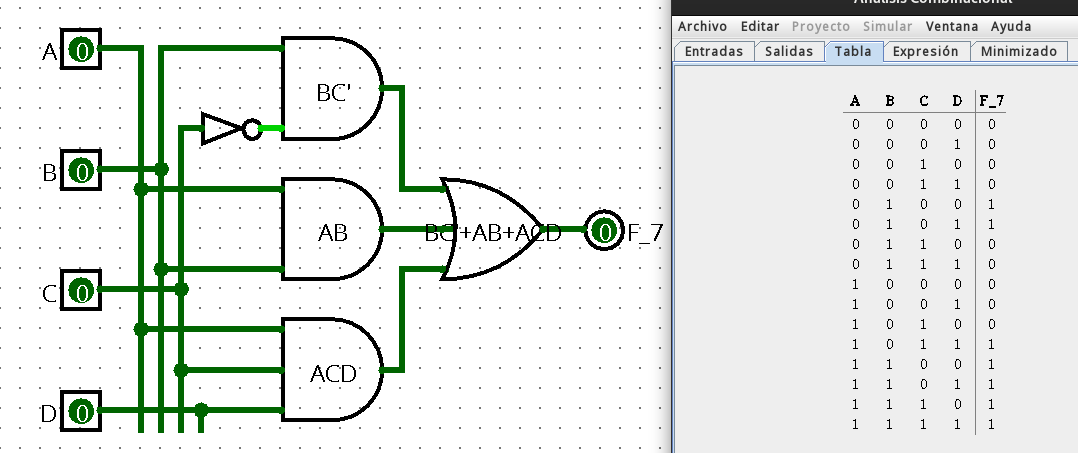 A 0
BC'
B 0
AB
BC'+AB+ACD
0 F_7
C 0
ACD
D 0
Análisis Combinacional
Archivo Editar Proyecto Simular Ventana Ayuda
Entradas Salidas Tabla Expresión Minimizado
A B C D F_7
0 0 0 0 0
0 0 0 1 0
0 0 1 0 0
0 0 1 1 0
0 1 0 0 1
0 1 0 1 1
0 1 1 0 0
0 1 1 1 0
1 0 0 0 0
1 0 0 1 0
1 0 1 0 0
1 0 1 1 1
1 1 0 0 1
1 1 0 1 1
1 1 1 0 1
1 1 1 1 1